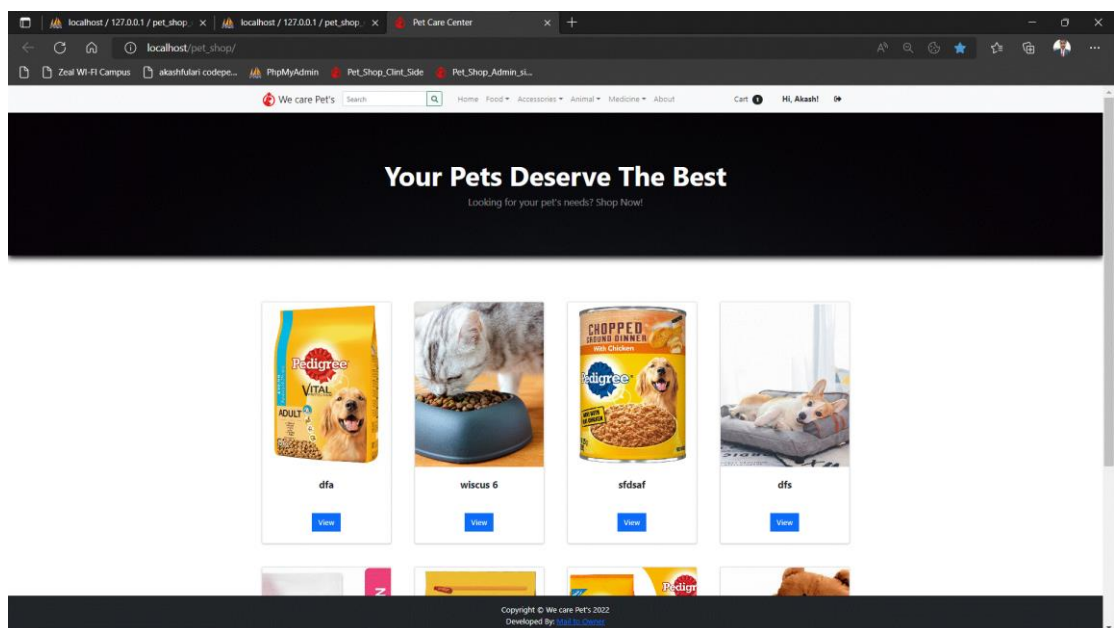 localhost / 127.0.0.1 / pet_shop_
localhost / 127.0.0.1 / pet_shop_
Pet Care Center
localhost/pet_shop/
Zeal WI-FI Campus
akashfulari codepe...
PhpMyAdmin
Pet_Shop_Clint_Side
Pet_Shop_Admin_si...
We care Pet's
Search
Home Food Accessories Animal Medicine About
Cart
Hi, Akash!
Your Pets Deserve The Best
Looking for your pet's needs? Shop Now!
Pedigree
VITAL
ADULT
CHOPPED
GROUND DINNER
With Chicken
Pedigree
dfa
wiscus 6
sfdsaf
dfs
View
View
View
View
Copyright © We care Pet's 2022
Developed By: Mail to Owner